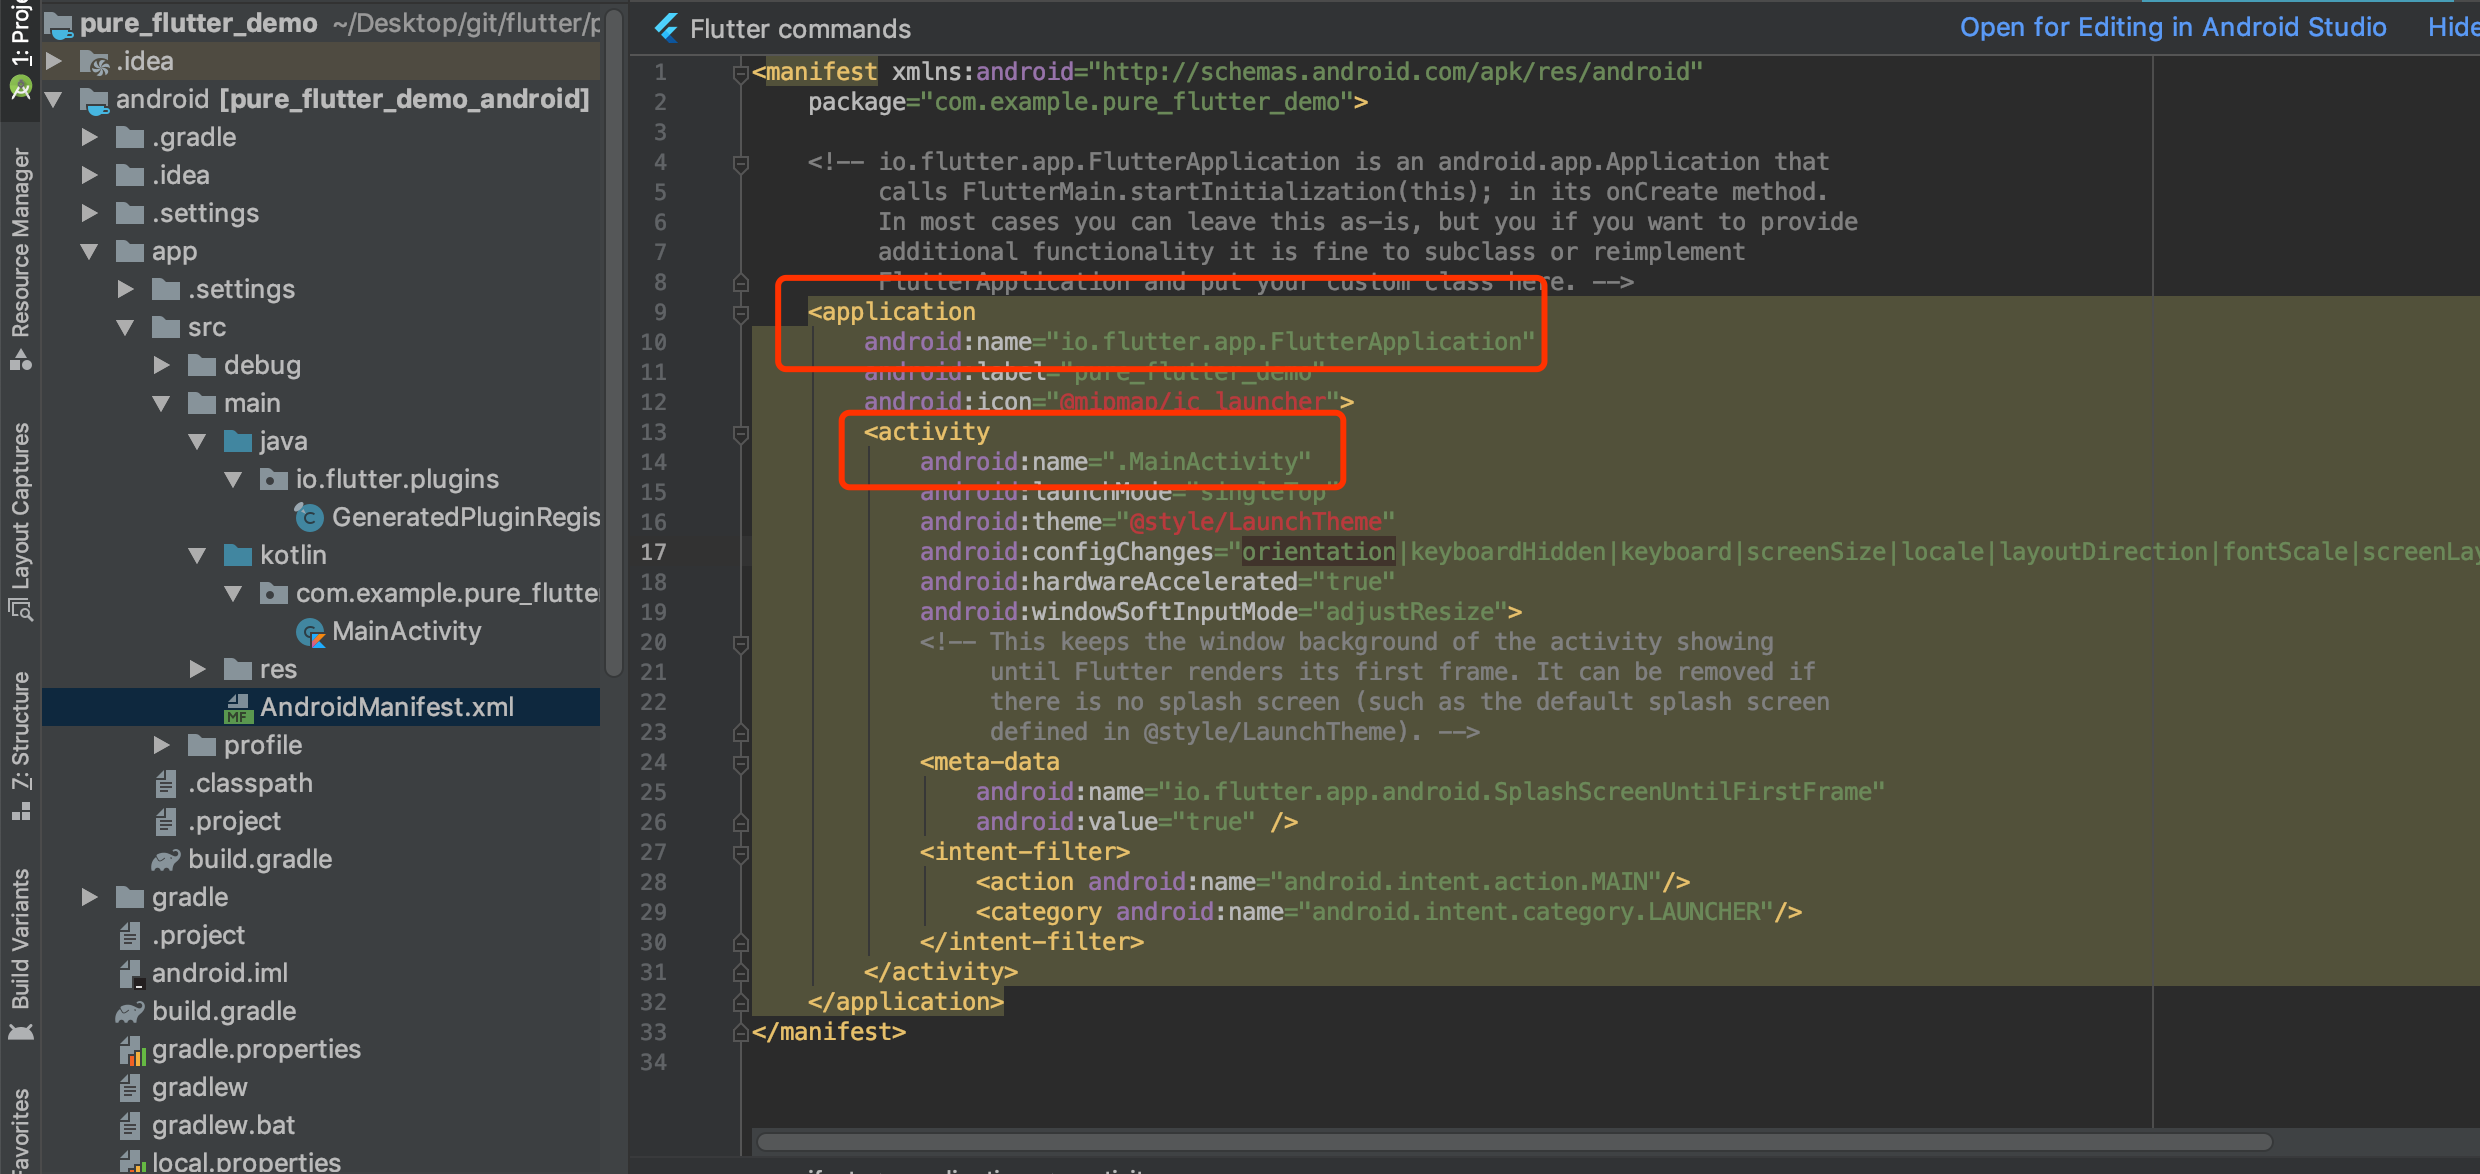 1: Proje
Resource Manager
Layout Captures
7: Structure
Build Variants
Favorites
pure_flutter_demo ~/Desktop/git/flutter/p
.idea
android [pure_flutter_demo_android]
.gradle
.idea
.settings
app
.settings
src
debug
main
java
io.flutter.plugins
GeneratedPluginRegis
kotlin
com.example.pure_flutte
MainActivity
res
AndroidManifest.xml
profile
.classpath
.project
build.gradle
gradle
.project
android.iml
build.gradle
gradle.properties
gradlew
gradlew.bat
local.properties
Flutter commands
Open for Editing in Android Studio Hide
1 <manifest xmlns:android="http://schemas.android.com/apk/res/android"
2 package="com.example.pure_flutter_demo">
3
4 <!-- io.flutter.app.FlutterApplication is an android.app.Application that
5 calls FlutterMain.startInitialization(this); in its onCreate method.
6 In most cases you can leave this as-is, but you if you want to provide
7 additional functionality it is fine to subclass or reimplement
8 FlutterApplication and put your custom class here. -->
9 <application
10 android:name="io.flutter.app.FlutterApplication"
11 android:label="pure_flutter_demo"
12 android:icon="@mipmap/ic_launcher">
13 <activity
14 android:name=".MainActivity"
15 android:launchMode="singleTop"
16 android:theme="@style/LaunchTheme"
17 android:configChanges="orientation|keyboardHidden|keyboard|screenSize|locale|layoutDirection|fontScale|screenLay
18 android:hardwareAccelerated="true"
19 android:windowSoftInputMode="adjustResize">
20 <!-- This keeps the window background of the activity showing
21 until Flutter renders its first frame. It can be removed if
22 there is no splash screen (such as the default splash screen
23 defined in @style/LaunchTheme). -->
24 <meta-data
25 android:name="io.flutter.app.android.SplashScreenUntilFirstFrame"
26 android:value="true" />
27 <intent-filter>
28 <action android:name="android.intent.action.MAIN"/>
29 <category android:name="android.intent.category.LAUNCHER"/>
30 </intent-filter>
31 </activity>
32 </application>
33 </manifest>
34